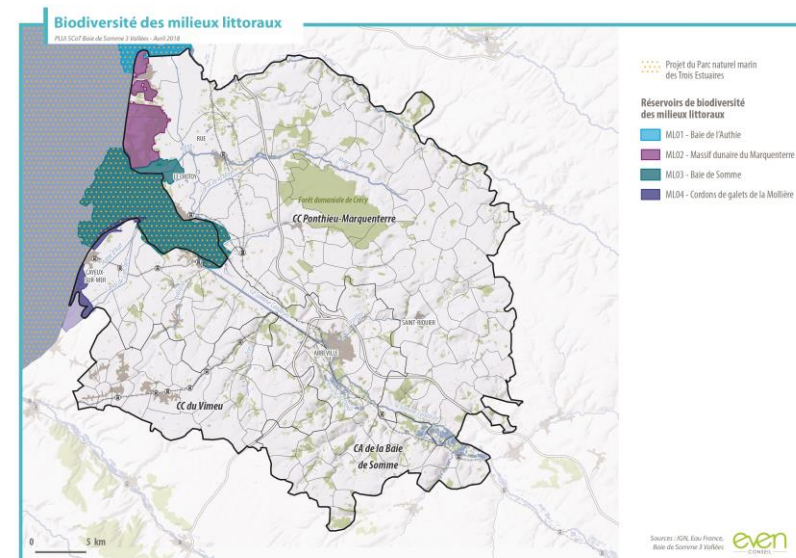 Biodiversité des milieux littoraux
PLUi SCoT Baie de Somme 3 Vallées - Avril 2018
Projet du Parc naturel marin
des Trois Estuaires
Réservoirs de biodiversité
des milieux littoraux
ML01 - Baie de l'Authie
ML02 - Massif dunaire du Marquenterre
ML03 - Baie de Somme
ML04 - Cordons de galets de la Mollière
RUE
LE CROTOY
Forêt domaniale de Crécy
CC Ponthieu-Marquenterre
CAYEUX-
SUR-MER
SAINT-RIQUIER
ABBEVILLE
CC du Vimeu
CA de la Baie
de Somme
0 5 km
Sources : IGN, Eau France,
Baie de Somme 3 Vallées
even
CONSEIL